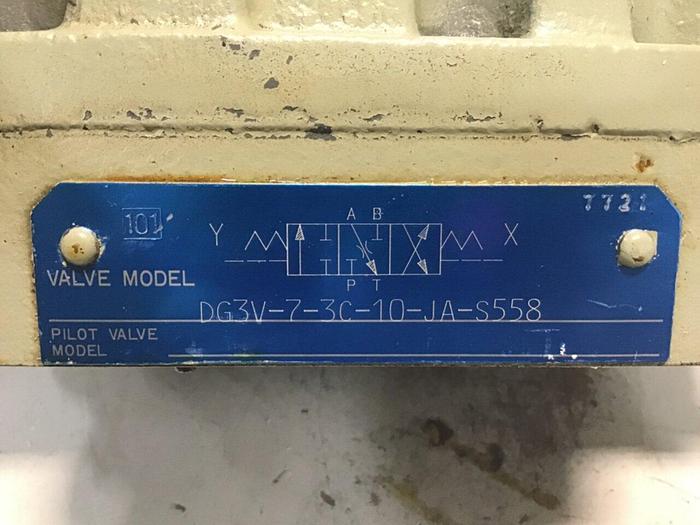 101 7721
A B
Y X
P T
VALVE MODEL DG3V-7-3C-10-JA-S558
PILOT VALVE
MODEL